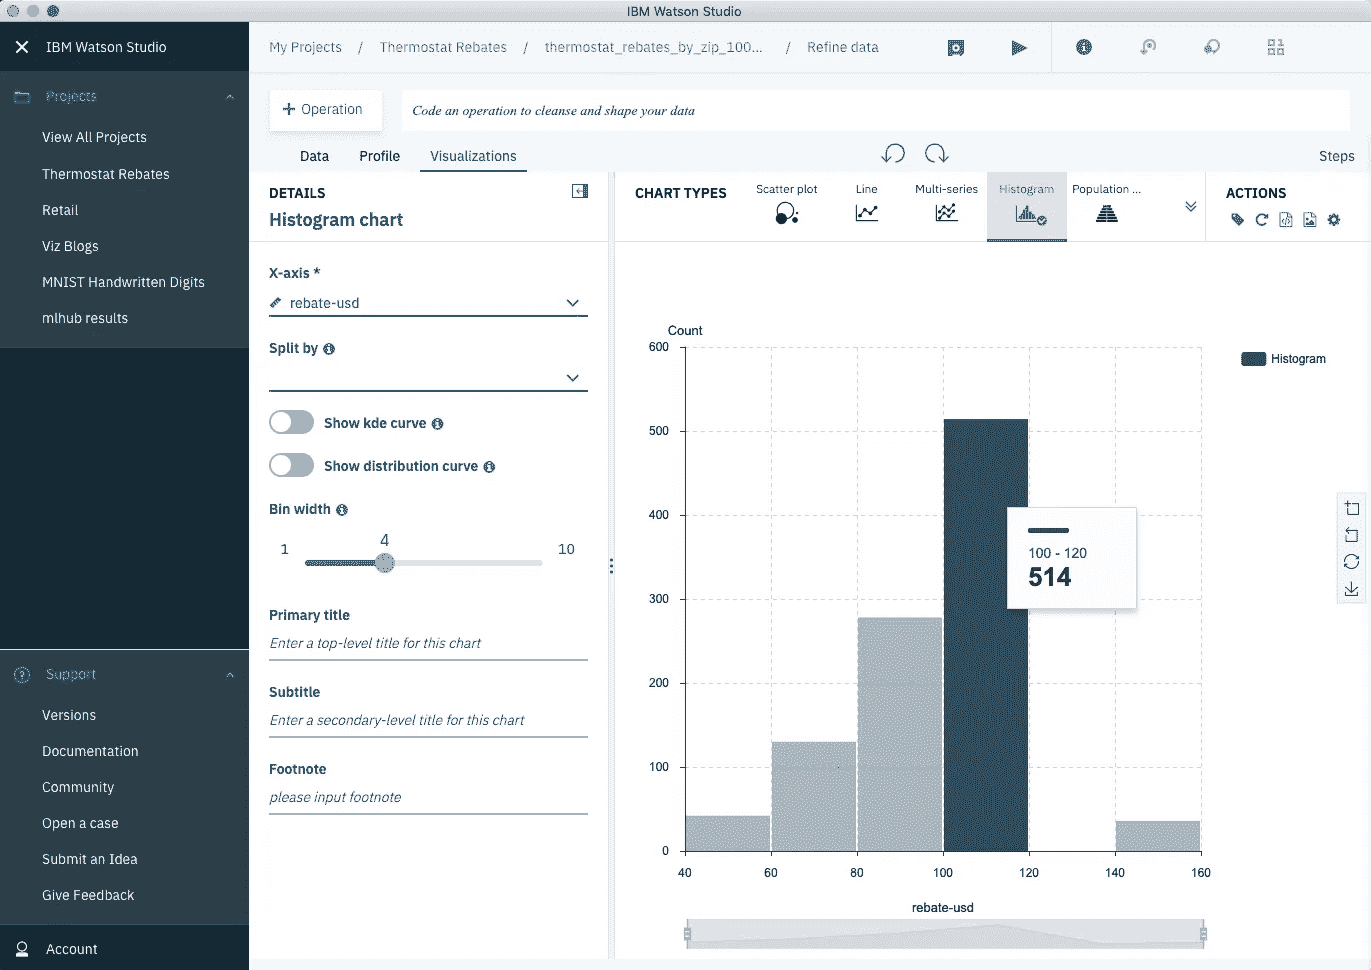 IBM Watson Studio
IBM Watson Studio
My Projects / Thermostat Rebates / thermostat_rebates_by_zip_100... / Refine data
Projects
View All Projects
Thermostat Rebates
Retail
Viz Blogs
MNIST Handwritten Digits
mlhub results
Support
Versions
Documentation
Community
Open a case
Submit an Idea
Give Feedback
Account
+ Operation
Code an operation to cleanse and shape your data
Data Profile Visualizations
Steps
DETAILS
Histogram chart
X-axis *
rebate-usd
Split by
Show kde curve
Show distribution curve
Bin width
4
1 10
Primary title
Enter a top-level title for this chart
Subtitle
Enter a secondary-level title for this chart
Footnote
please input footnote
CHART TYPES
Scatter plot
Line
Multi-series
Histogram
Population ...
ACTIONS
Count
600
500
400
300
200
100
0
40 60 80 100 120 140 160
rebate-usd
Histogram
100 - 120
514